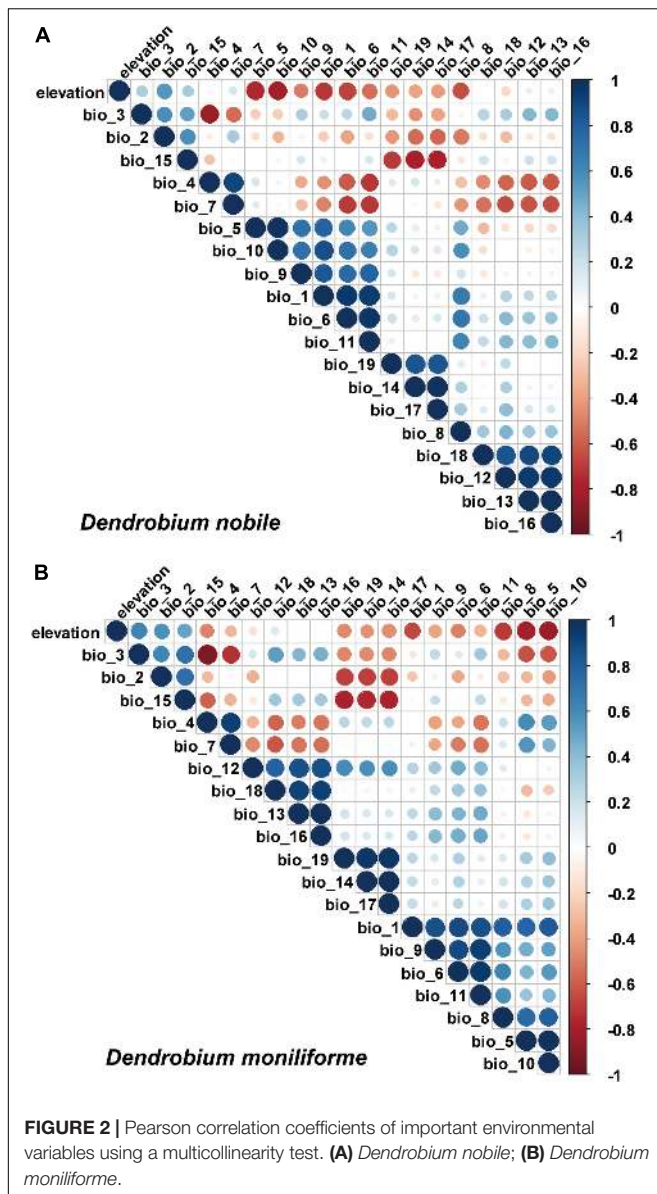 A
elevation bio_3 bio_2 bio_15 bio_4 bio_7 bio_5 bio_10 bio_9 bio_1 bio_6 bio_11 bio_19 bio_14 bio_17 bio_8 bio_18 bio_12 bio_13 bio_16
elevation
bio_3
bio_2
bio_15
bio_4
bio_7
bio_5
bio_10
bio_9
bio_1
bio_6
bio_11
bio_19
bio_14
bio_17
bio_8
bio_18
bio_12
bio_13
bio_16
1
0.8
0.6
0.4
0.2
0
-0.2
-0.4
-0.6
-0.8
-1
Dendrobium nobile
B
elevation bio_3 bio_2 bio_15 bio_4 bio_7 bio_12 bio_18 bio_13 bio_16 bio_19 bio_14 bio_17 bio_1 bio_9 bio_6 bio_11 bio_8 bio_5 bio_10
elevation
bio_3
bio_2
bio_15
bio_4
bio_7
bio_12
bio_18
bio_13
bio_16
bio_19
bio_14
bio_17
bio_1
bio_9
bio_6
bio_11
bio_8
bio_5
bio_10
1
0.8
0.6
0.4
0.2
0
-0.2
-0.4
-0.6
-0.8
-1
Dendrobium moniliforme
FIGURE 2 | Pearson correlation coefficients of important environmental
variables using a multicollinearity test. (A) Dendrobium nobile; (B) Dendrobium
moniliforme.